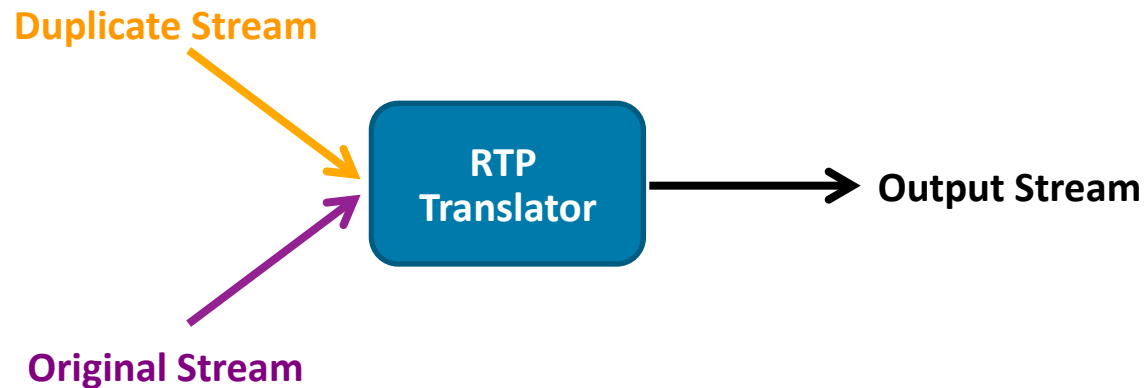 Duplicate Stream
RTP
Translator
Output Stream
Original Stream